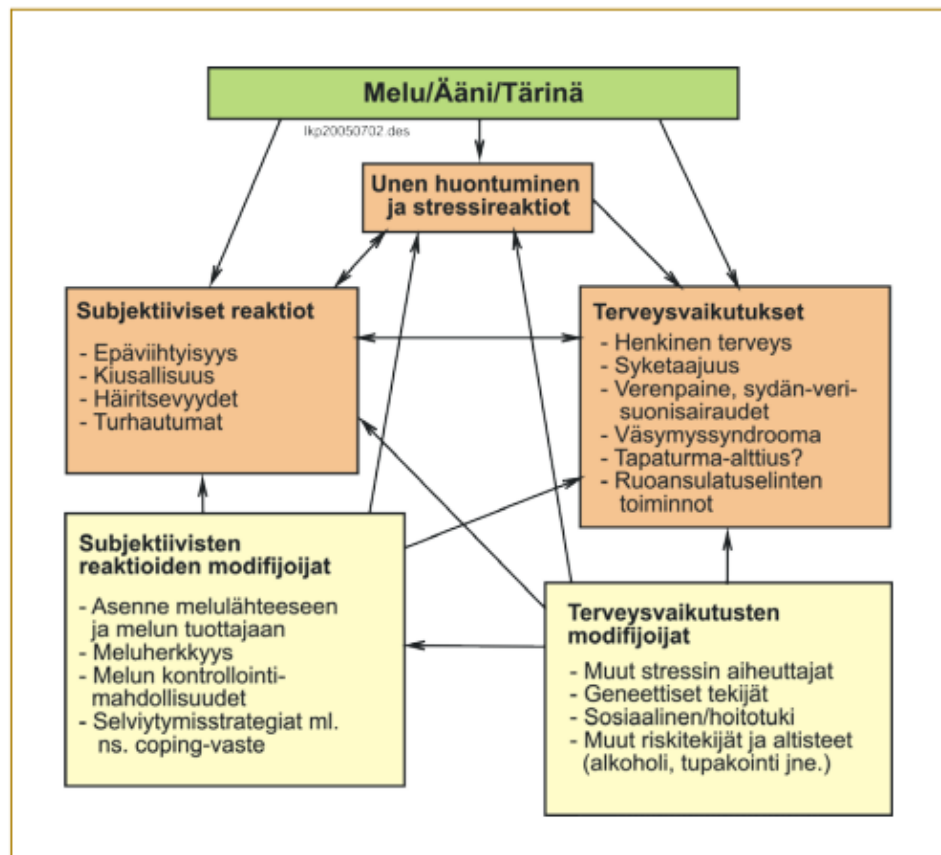 Melu/Ääni/Tärinä
lkp20050702.des
Unen huontuminen
ja stressireaktiot
Subjektiiviset reaktiot
- Epäviihtyisyys
- Kiusallisuus
- Häiritsevyydet
- Turhautumat
Terveysvaikutukset
- Henkinen terveys
- Syketaajuus
- Verenpaine, sydän-veri-
suonisairaudet
- Väsymyssyndrooma
- Tapaturma-alttius?
- Ruoansulatuselinten
toiminnot
Subjektiivisten
reaktioiden modifijoijat
- Asenne melulähteeseen
ja melun tuottajaan
- Meluherkkyys
- Melun kontrollointi-
mahdollisuudet
- Selviytymisstrategiat ml.
ns. coping-vaste
Terveysvaikutusten
modifijoijat
- Muut stressin aiheuttajat
- Geneettiset tekijät
- Sosiaalinen/hoitotuki
- Muut riskitekijät ja altisteet
(alkoholi, tupakointi jne.)